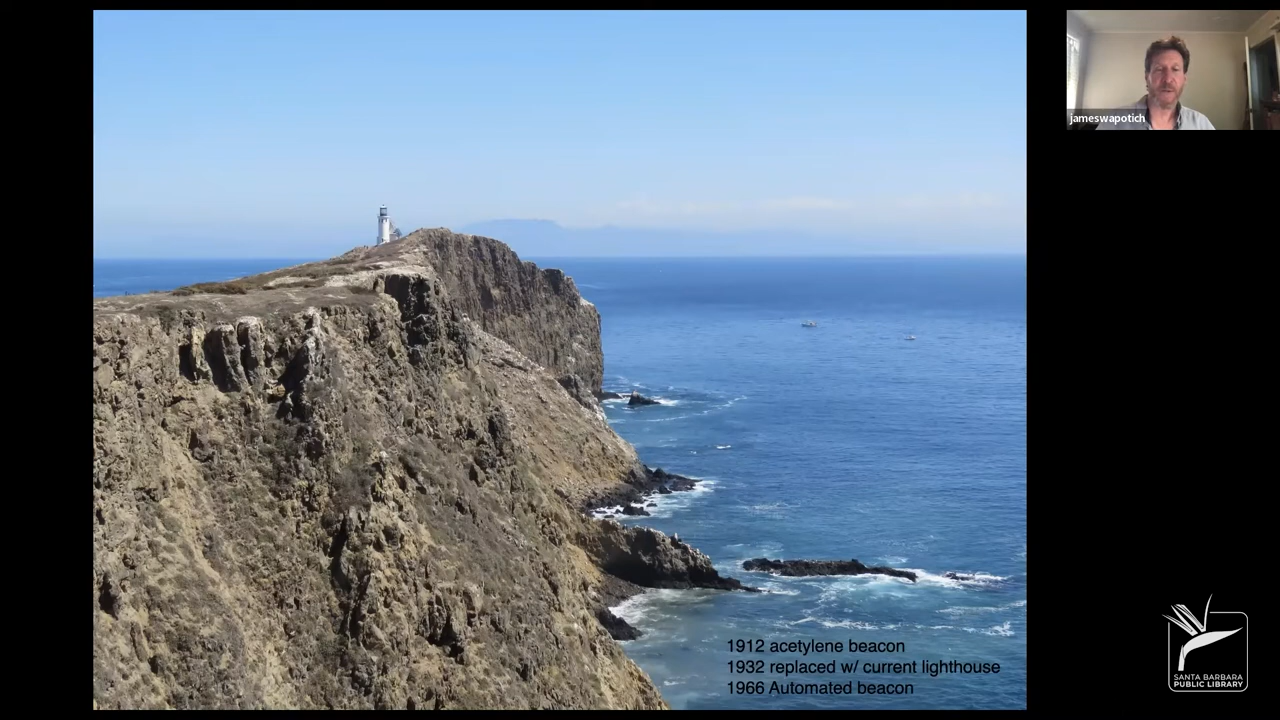 jameswapotich
1912 acetylene beacon
1932 replaced w/ current lighthouse
1966 Automated beacon
SANTA BARBARA
PUBLIC LIBRARY